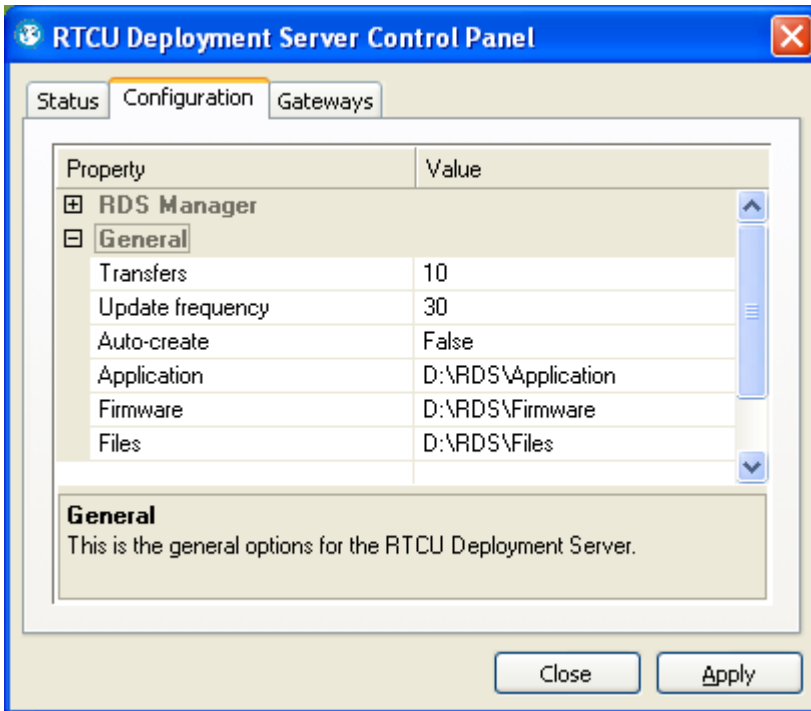 RTCU Deployment Server Control Panel
Status Configuration Gateways
Property Value
RDS Manager
General
Transfers 10
Update frequency 30
Auto-create False
Application D:\RDS\Application
Firmware D:\RDS\Firmware
Files D:\RDS\Files
General
This is the general options for the RTCU Deployment Server.
Close Apply